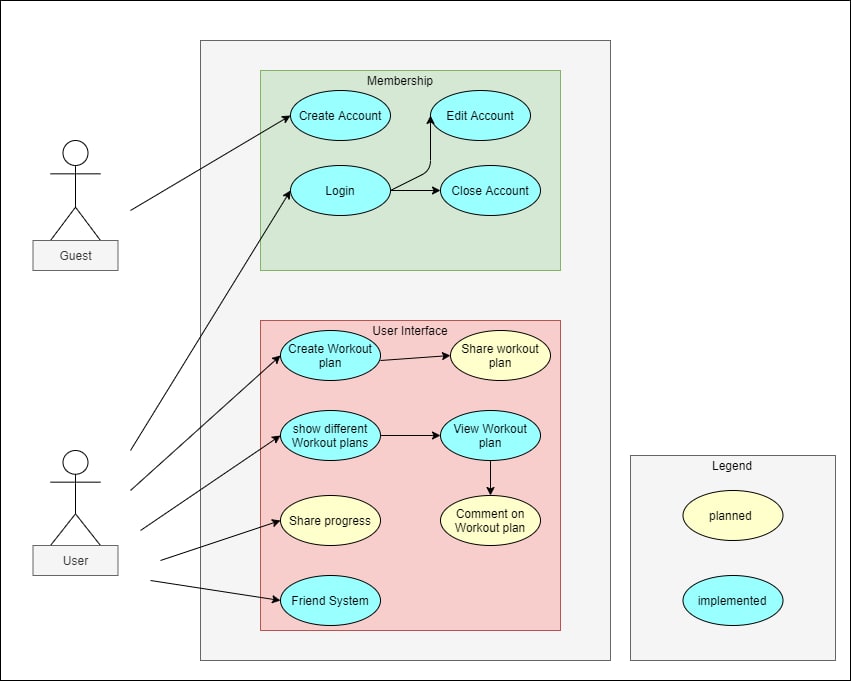 Membership
Create Account
Edit Account
Login
Close Account
Guest
User Interface
Create Workout
plan
Share workout
plan
show different
Workout plans
View Workout
plan
Share progress
Comment on
Workout plan
User
Friend System
Legend
planned
implemented